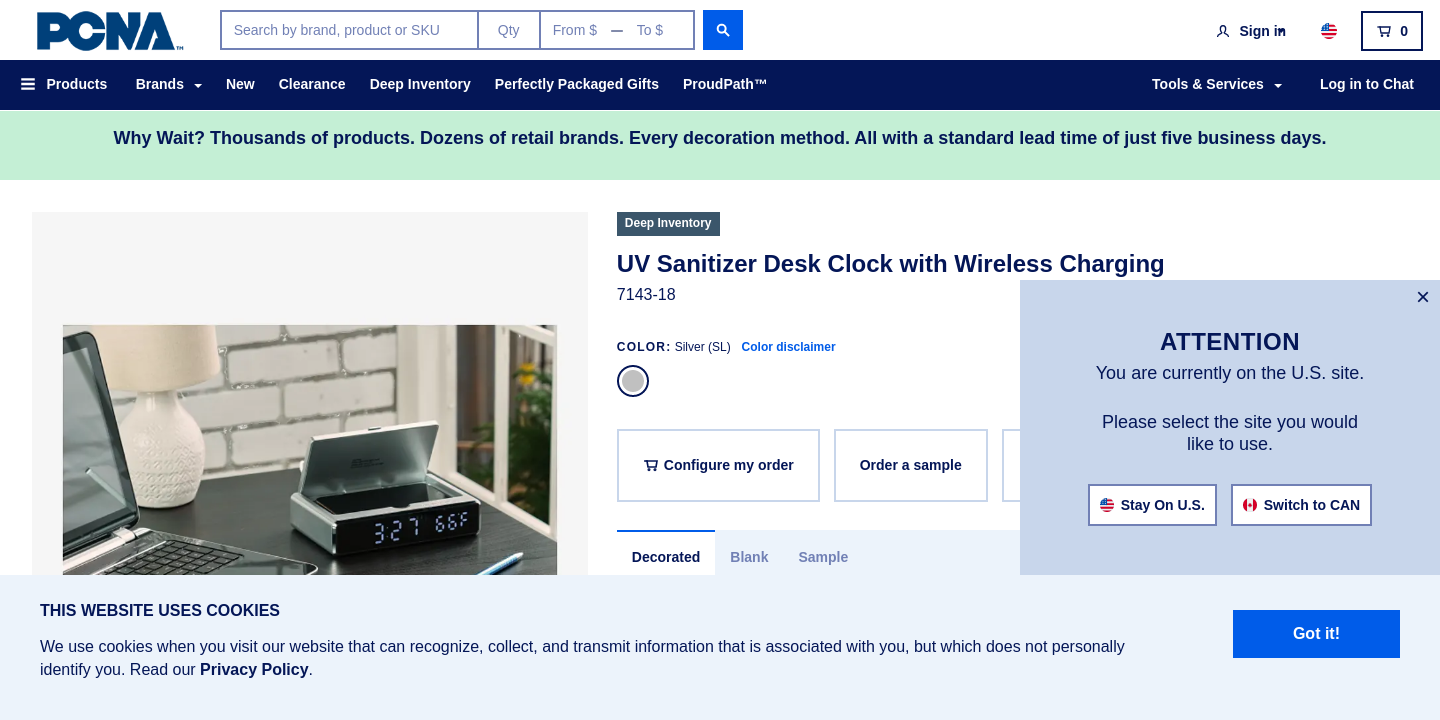 PCNA™
Search by brand, product or SKU
Qty
From $ — To $
Sign in
0
Products
Brands
New
Clearance
Deep Inventory
Perfectly Packaged Gifts
ProudPath™
Tools & Services
Log in to Chat
Why Wait? Thousands of products. Dozens of retail brands. Every decoration method. All with a standard lead time of just five business days.
Deep Inventory
UV Sanitizer Desk Clock with Wireless Charging
7143-18
COLOR: Silver (SL) Color disclaimer
Configure my order
Order a sample
Decorated
Blank
Sample
3:27 66°F
×
ATTENTION
You are currently on the U.S. site.
Please select the site you would
like to use.
Stay On U.S.
Switch to CAN
THIS WEBSITE USES COOKIES
We use cookies when you visit our website that can recognize, collect, and transmit information that is associated with you, but which does not personally
identify you. Read our Privacy Policy.
Got it!